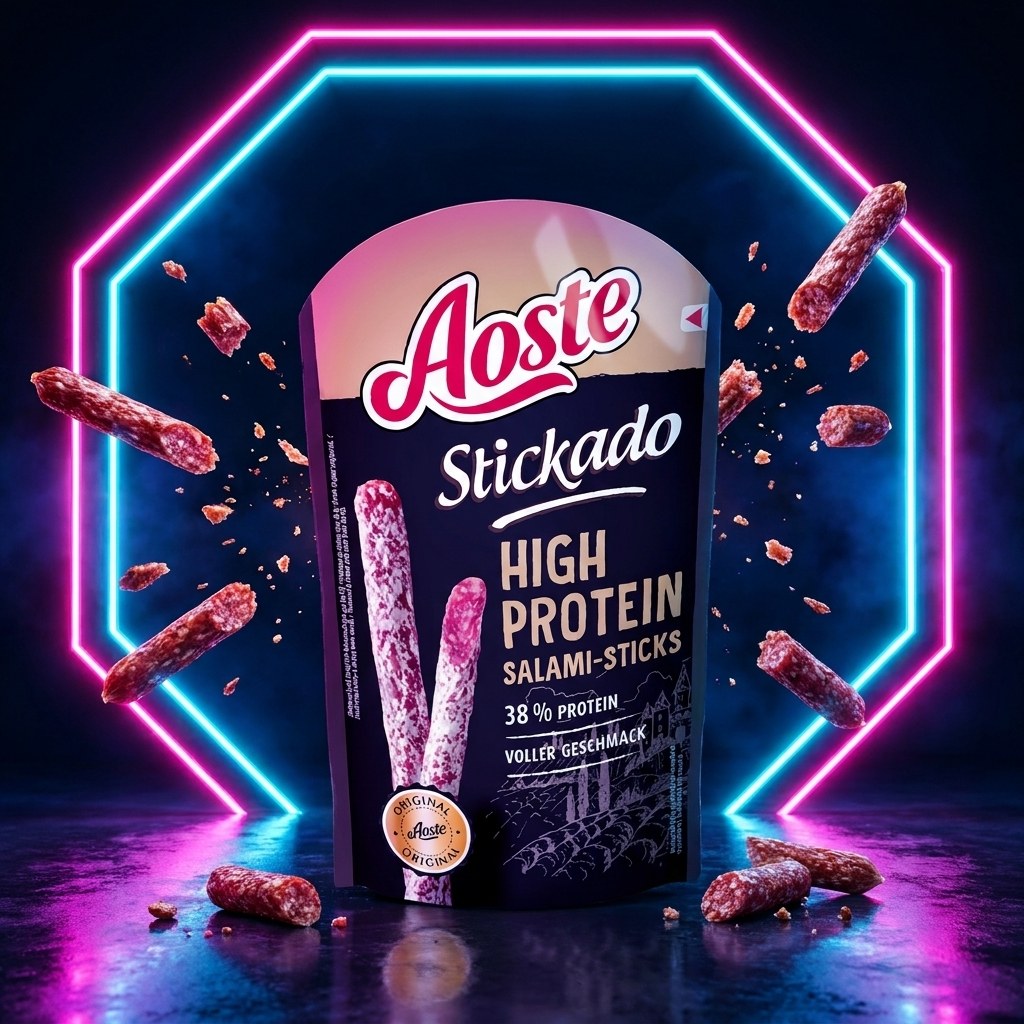 Aoste
Stickado
HIGH
PROTEIN
SALAMI-STICKS
38 % PROTEIN
VOLLER GESCHMACK
ORIGINAL
Aoste
ORIGINAL